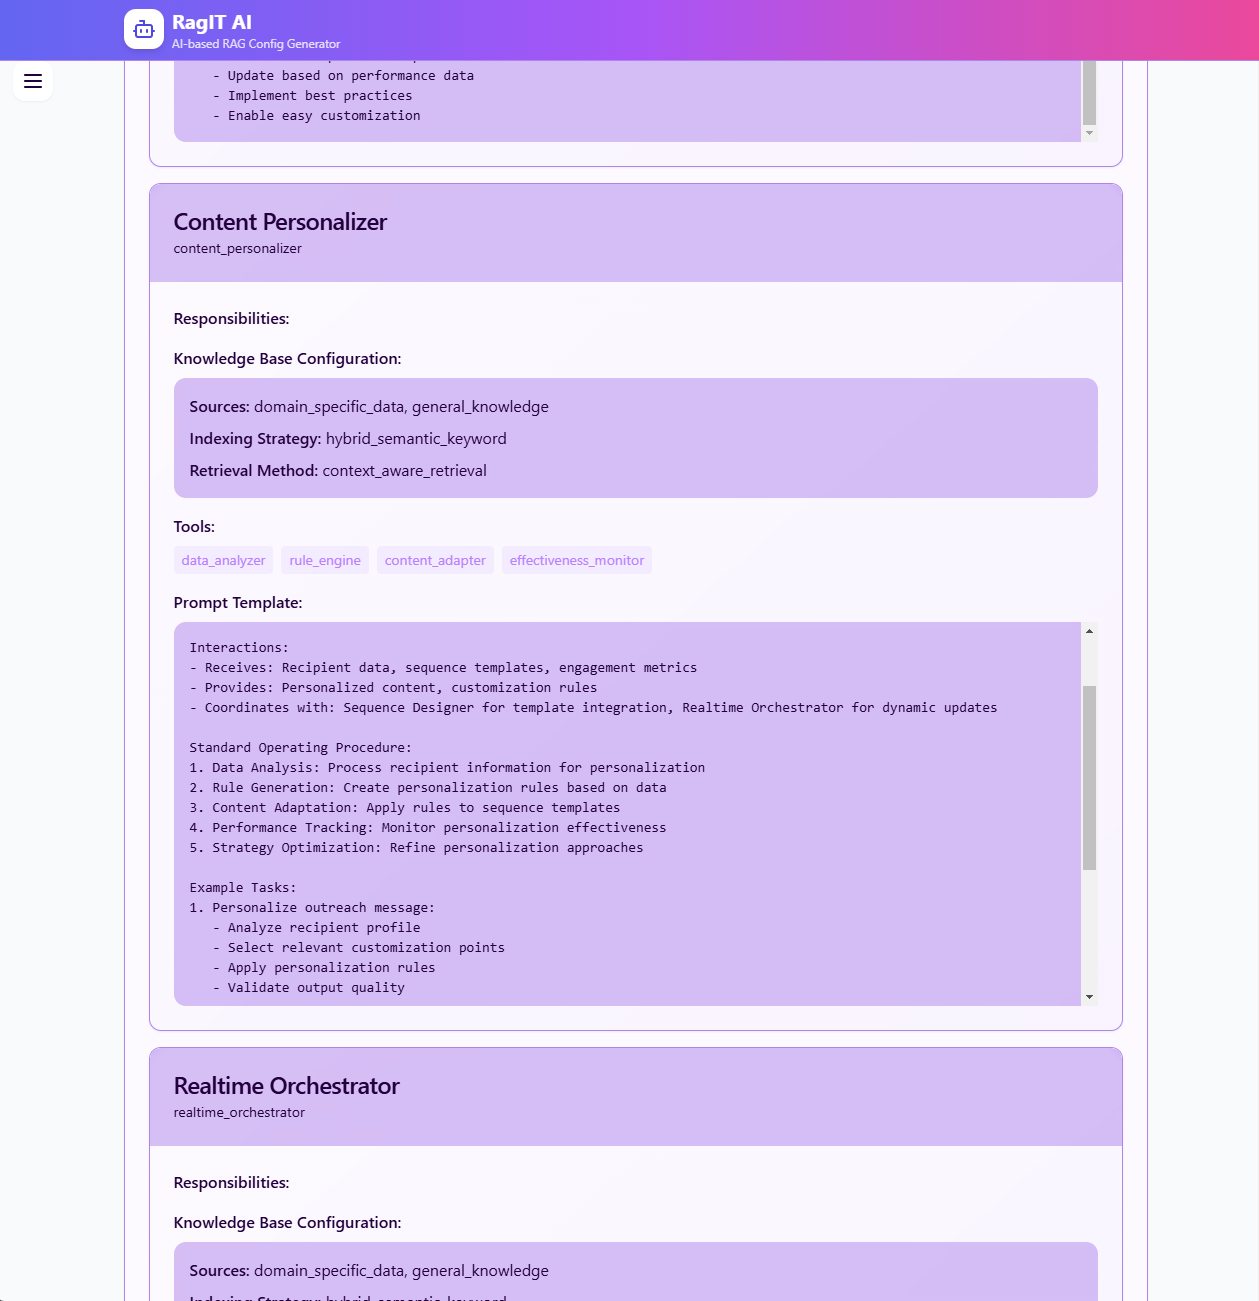 RagIT AI
AI-based RAG Config Generator
- Update based on performance data
- Implement best practices
- Enable easy customization
Content Personalizer
content_personalizer
Responsibilities:
Knowledge Base Configuration:
Sources: domain_specific_data, general_knowledge
Indexing Strategy: hybrid_semantic_keyword
Retrieval Method: context_aware_retrieval
Tools:
data_analyzer rule_engine content_adapter effectiveness_monitor
Prompt Template:
Interactions:
- Receives: Recipient data, sequence templates, engagement metrics
- Provides: Personalized content, customization rules
- Coordinates with: Sequence Designer for template integration, Realtime Orchestrator for dynamic updates
Standard Operating Procedure:
1. Data Analysis: Process recipient information for personalization
2. Rule Generation: Create personalization rules based on data
3. Content Adaptation: Apply rules to sequence templates
4. Performance Tracking: Monitor personalization effectiveness
5. Strategy Optimization: Refine personalization approaches
Example Tasks:
1. Personalize outreach message:
- Analyze recipient profile
- Select relevant customization points
- Apply personalization rules
- Validate output quality
Realtime Orchestrator
realtime_orchestrator
Responsibilities:
Knowledge Base Configuration:
Sources: domain_specific_data, general_knowledge
Indexing Strategy: hybrid_semantic_keyword